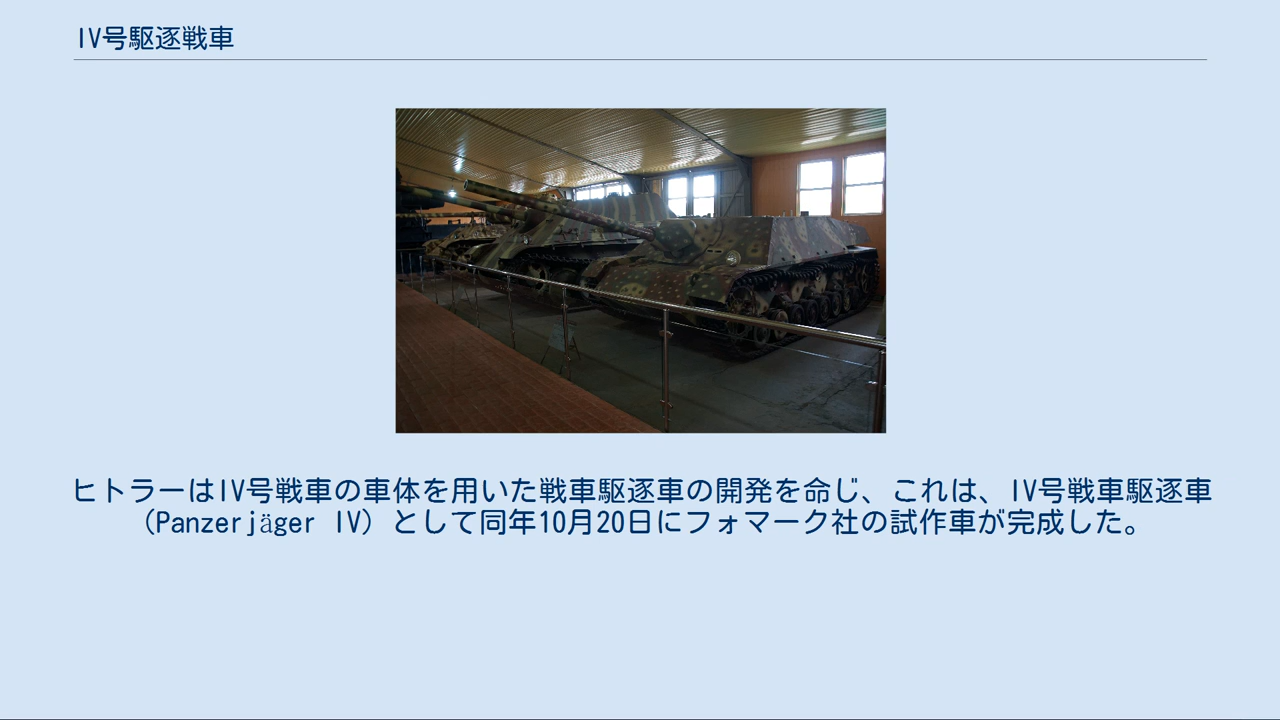 IV号駆逐戦車
ヒトラーはIV号戦車の車体を用いた戦車駆逐車の開発を命じ、これは、IV号戦車駆逐車
（Panzerjäger IV）として同年10月20日にフォマーク社の試作車が完成した。